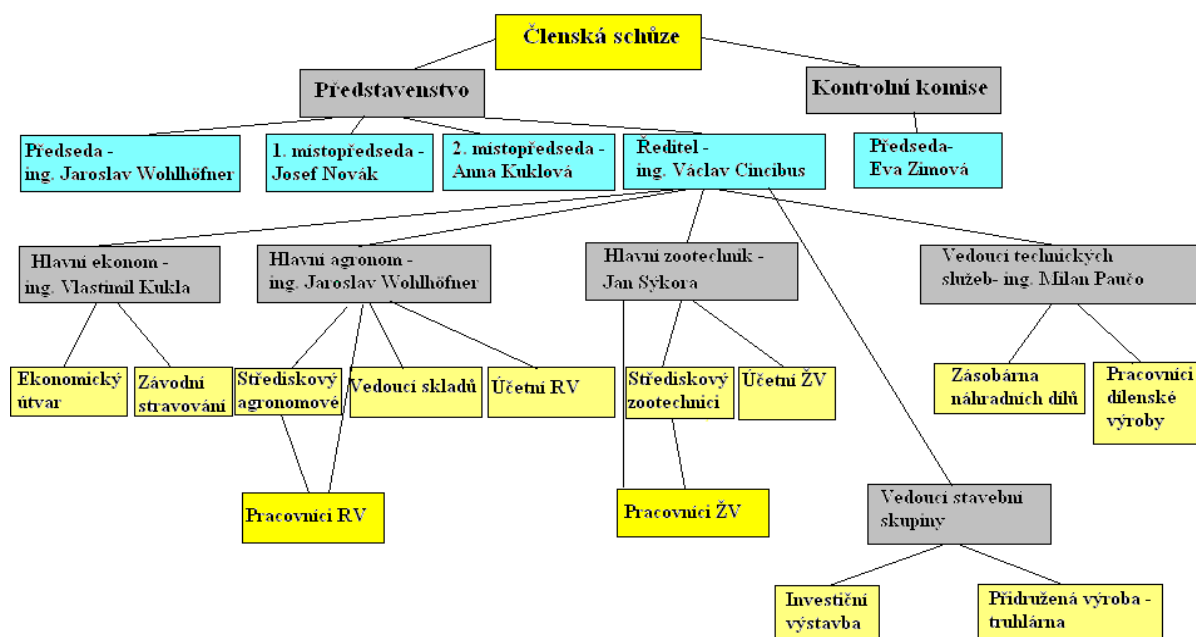 Členská schůze
Představenstvo
Kontrolní komise
Předseda -
ing. Jaroslav Wohlhöfner
1. místopředseda -
Josef Novák
2. místopředseda -
Anna Kuklová
Ředitel -
ing. Václav Cincibus
Předseda-
Eva Zimová
Hlavní ekonom -
ing. Vlastimil Kukla
Hlavní agronom -
ing. Jaroslav Wohlhöfner
Hlavní zootechnik -
Jan Sýkora
Vedoucí technických
služeb- ing. Milan Paučo
Ekonomický
útvar
Závodní
stravování
Střediskový
agronomové
Vedoucí skladů
Účetní RV
Střediskový
zootechnici
Účetní ŽV
Zásobárna
náhradních dílů
Pracovníci
dílenské
výroby
Pracovníci RV
Pracovníci ŽV
Vedoucí stavební
skupiny
Investiční
výstavba
Přidružená výroba -
truhlárna